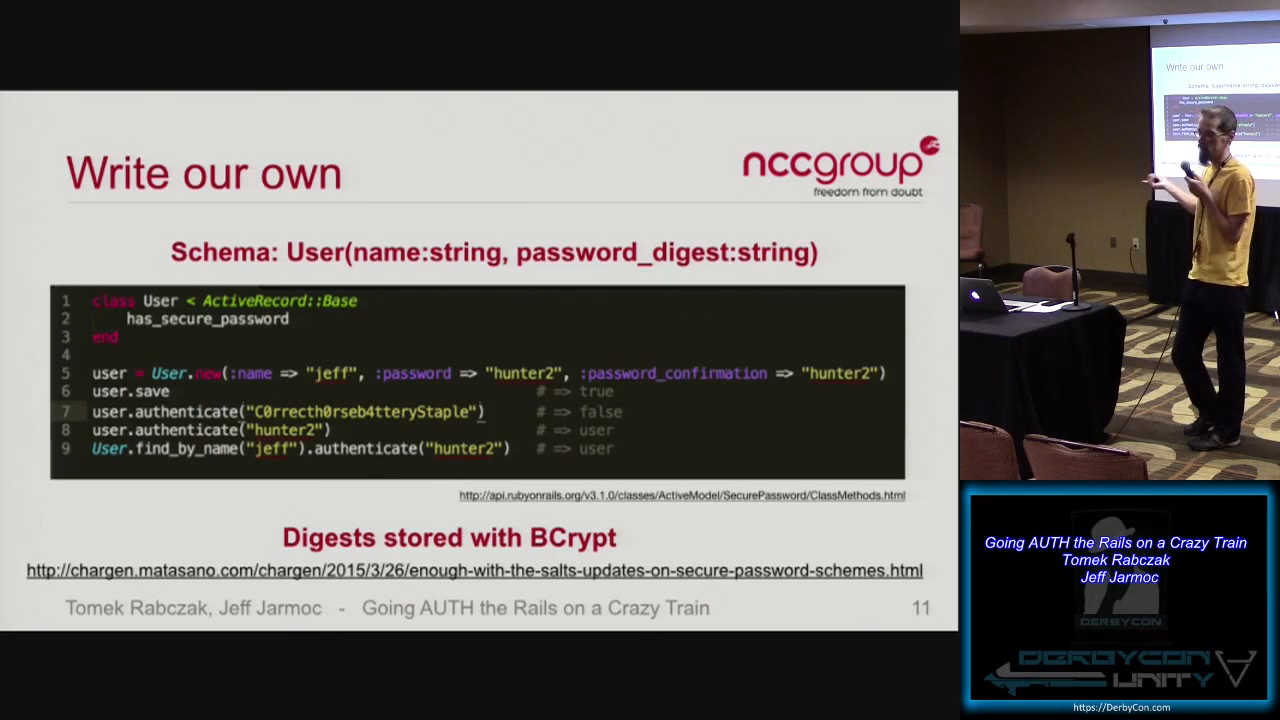 Write our own
nccgroup
freedom from doubt
Schema: User(name:string, password_digest:string)
1 class User < ActiveRecord::Base
2 has_secure_password
3 end
4
5 user = User.new(:name => "jeff", :password => "hunter2", :password_confirmation => "hunter2")
6 user.save # => true
7 user.authenticate("C0rrecth0rseb4tteryStaple") # => false
8 user.authenticate("hunter2") # => user
9 User.find_by_name("jeff").authenticate("hunter2") # => user
http://api.rubyonrails.org/v3.1.0/classes/ActiveModel/SecurePassword/ClassMethods.html
Digests stored with BCrypt
http://chargen.matasano.com/chargen/2015/3/26/enough-with-the-salts-updates-on-secure-password-schemes.html
Tomek Rabczak, Jeff Jarmoc - Going AUTH the Rails on a Crazy Train 11
Write our own
Going AUTH the Rails on a Crazy Train
Tomek Rabczak
Jeff Jarmoc
DERBYCON
DERBYCON
UNITY
https://DerbyCon.com